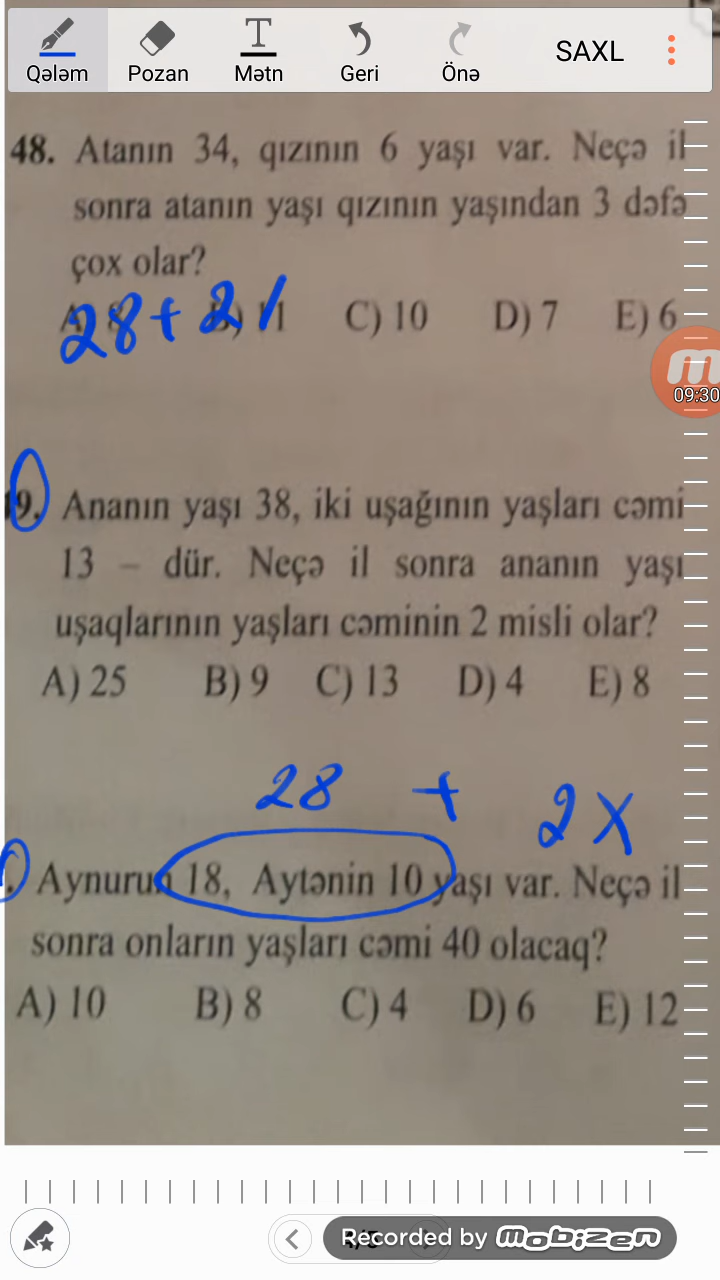 Qələm Pozan Mətn Geri Önə SAXL
48. Atanın 34, qızının 6 yaşı var. Neçə il
sonra atanın yaşı qızının yaşından 3 dəfə
çox olar?
28 + 21
A) 8 B) 11 C) 10 D) 7 E) 6
09:30
19. Ananın yaşı 38, iki uşağının yaşları cəmi
13 – dür. Neçə il sonra ananın yaşı
uşaqlarının yaşları cəminin 2 misli olar?
A) 25 B) 9 C) 13 D) 4 E) 8
28 + 2x
Aynurun 18, Aytənin 10 yaşı var. Neçə il
sonra onların yaşları cəmi 40 olacaq?
A) 10 B) 8 C) 4 D) 6 E) 12
Recorded by mobizen